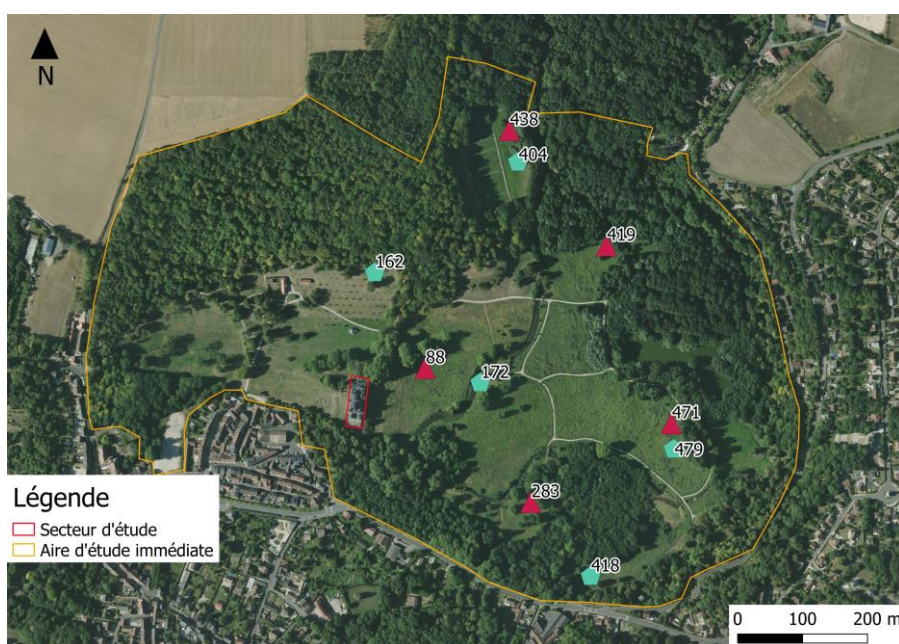 N
438
404
419
162
88
172
471
479
283
418
Légende
Secteur d'étude
Aire d'étude immédiate
0 100 200 m